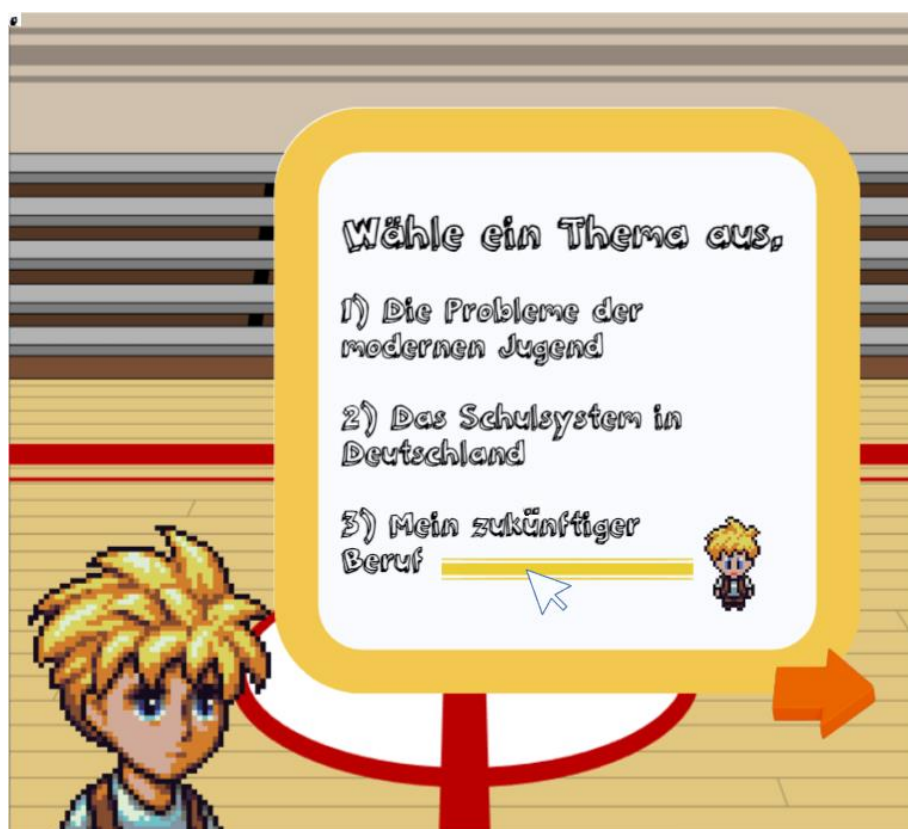 Wähle ein Thema aus,
1) Die Probleme der
modernen Jugend
2) Das Schulsystem in
Deutschland
3) Mein zukünftiger
Beruf